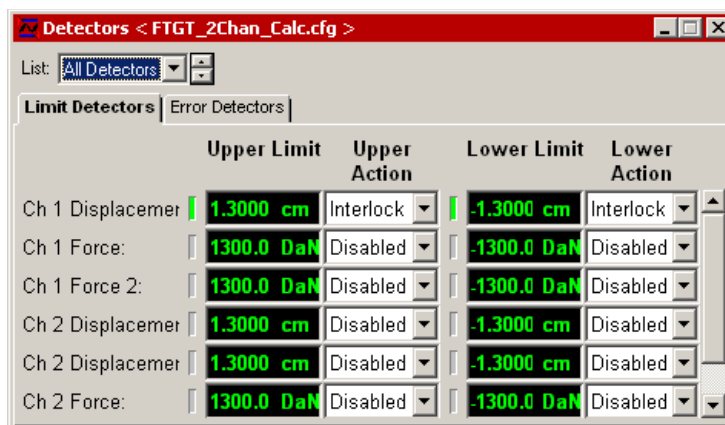 Detectors < FTGT_2Chan_Calc.cfg >
List: All Detectors
Limit Detectors Error Detectors
Upper Limit Upper Action Lower Limit Lower Action
Ch 1 Displacemer 1.3000 cm Interlock -1.3000 cm Interlock
Ch 1 Force: 1300.0 DaN Disabled -1300.0 DaN Disabled
Ch 1 Force 2: 1300.0 DaN Disabled -1300.0 DaN Disabled
Ch 2 Displacemer 1.3000 cm Disabled -1.3000 cm Disabled
Ch 2 Displacemer 1.3000 cm Disabled -1.3000 cm Disabled
Ch 2 Force: 1300.0 DaN Disabled -1300.0 DaN Disabled